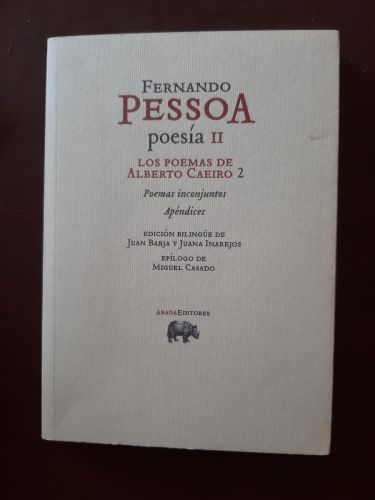 Fernando
Pessoa
poesía II
Los poemas de
Alberto Caeiro 2
Poemas inconjuntos
Apéndices
edición bilingüe de
Juan Barja y Juana Inarejos
epílogo de
Miguel Casado
AbadaEditores